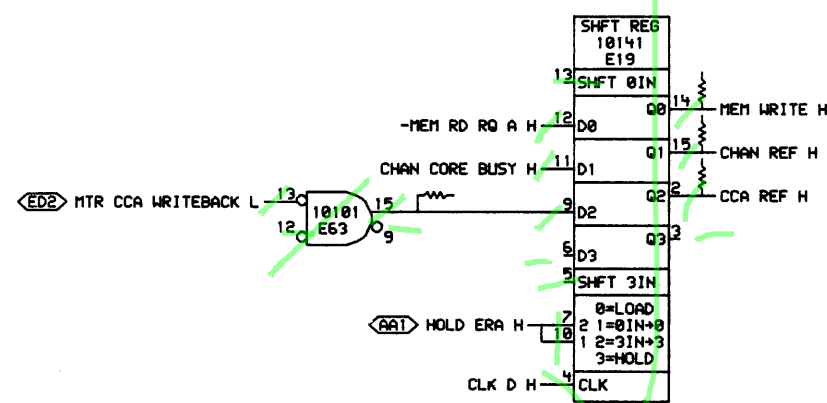 SHFT REG
10141
E19
13 SHFT 0IN
Q0 14 MEM WRITE H
-MEM RD RQ A H 12 D0
Q1 15 CHAN REF H
CHAN CORE BUSY H 11 D1
ED2 MTR CCA WRITEBACK L 13 15 Q2 2 CCA REF H
10101 9 D2
12 E63 9
Q3 3
6 D3
5 SHFT 3IN
0=LOAD
AA1 HOLD ERA H 7 2 1=0IN→0
10 1 2=3IN→3
3=HOLD
CLK D H 4 CLK